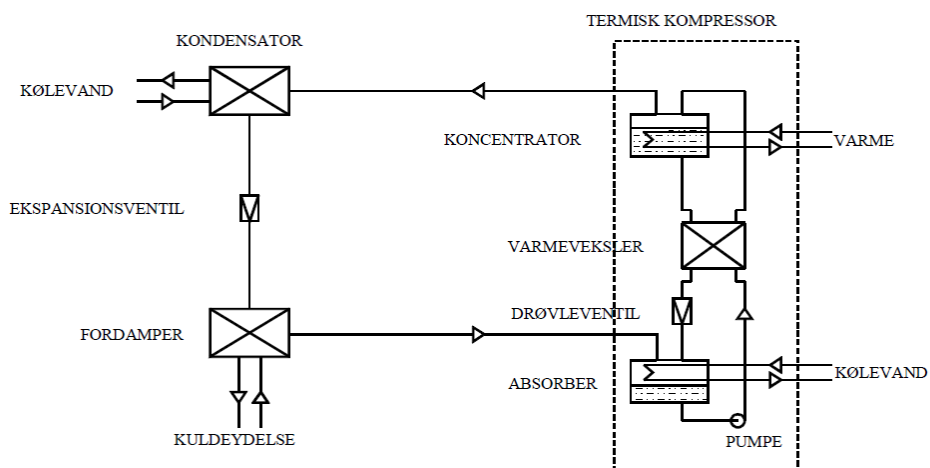 TERMISK KOMPRESSOR
KONDENSATOR
KØLEVAND
KONCENTRATOR
VARME
EKSPANSIONSVENTIL
VARMEVEKSLER
DRØVLEVENTIL
FORDAMPER
ABSORBER
KØLEVAND
KULDEYDELSE
PUMPE